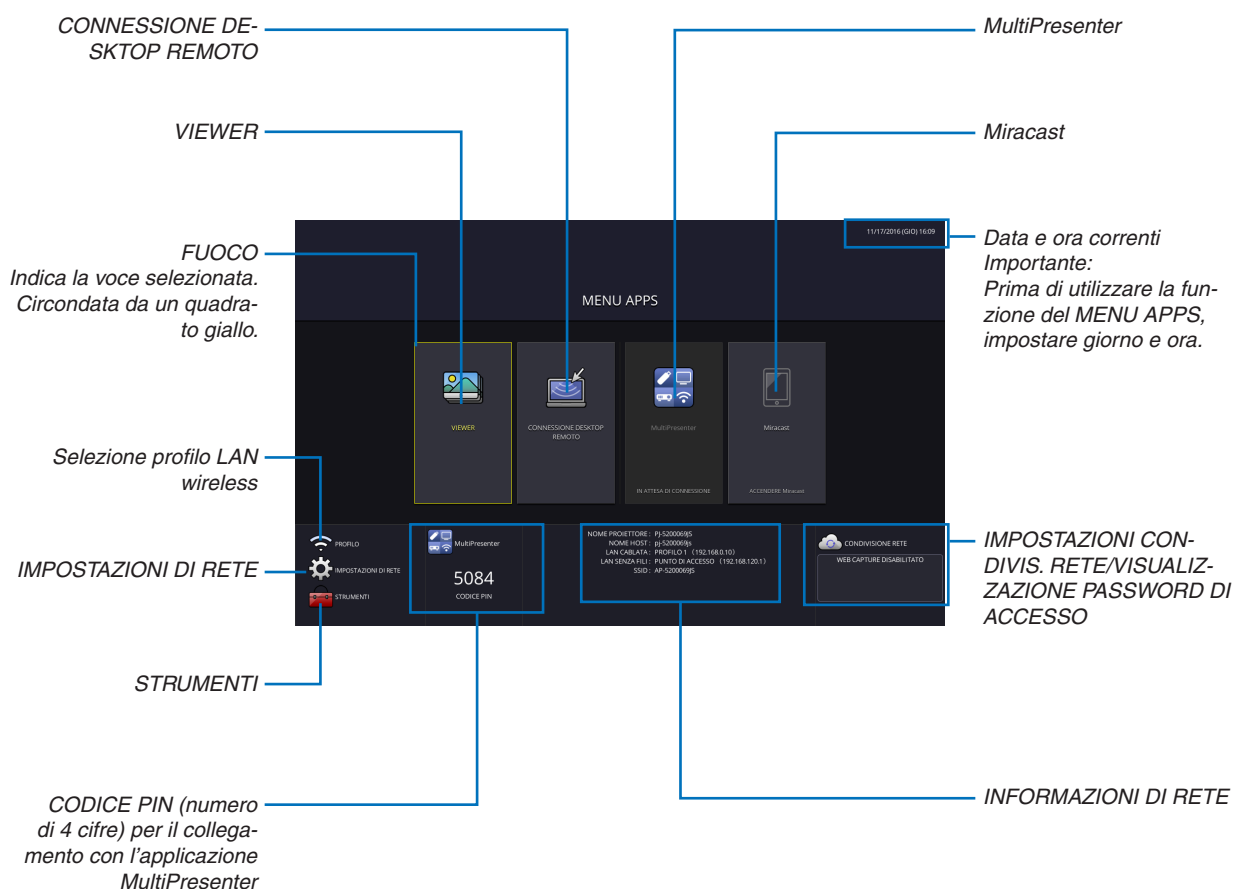 CONNESSIONE DE-
SKTOP REMOTO
MultiPresenter
VIEWER
Miracast
FUOCO
Indica la voce selezionata.
Circondata da un quadra-
to giallo.
Data e ora correnti
Importante:
Prima di utilizzare la fun-
zione del MENU APPS,
impostare giorno e ora.
11/17/2016 (GIO) 16:09
MENU APPS
VIEWER
CONNESSIONE DESKTOP
REMOTO
MultiPresenter
IN ATTESA DI CONNESSIONE
Miracast
ACCENDERE Miracast
Selezione profilo LAN
wireless
IMPOSTAZIONI DI RETE
STRUMENTI
PROFILO
IMPOSTAZIONI DI RETE
STRUMENTI
MultiPresenter
5084
CODICE PIN
NOME PROIETTORE : PJ-5200069JS
NOME HOST : pj-5200069js
LAN CABLATA : PROFILO 1 (192.168.0.10)
LAN SENZA FILI : PUNTO DI ACCESSO (192.168.120.1)
SSID : AP-5200069JS
CONDIVISIONE RETE
WEB CAPTURE DISABILITATO
IMPOSTAZIONI CON-
DIVIS. RETE/VISUALIZ-
ZAZIONE PASSWORD DI
ACCESSO
CODICE PIN (numero
di 4 cifre) per il collega-
mento con l'applicazione
MultiPresenter
INFORMAZIONI DI RETE